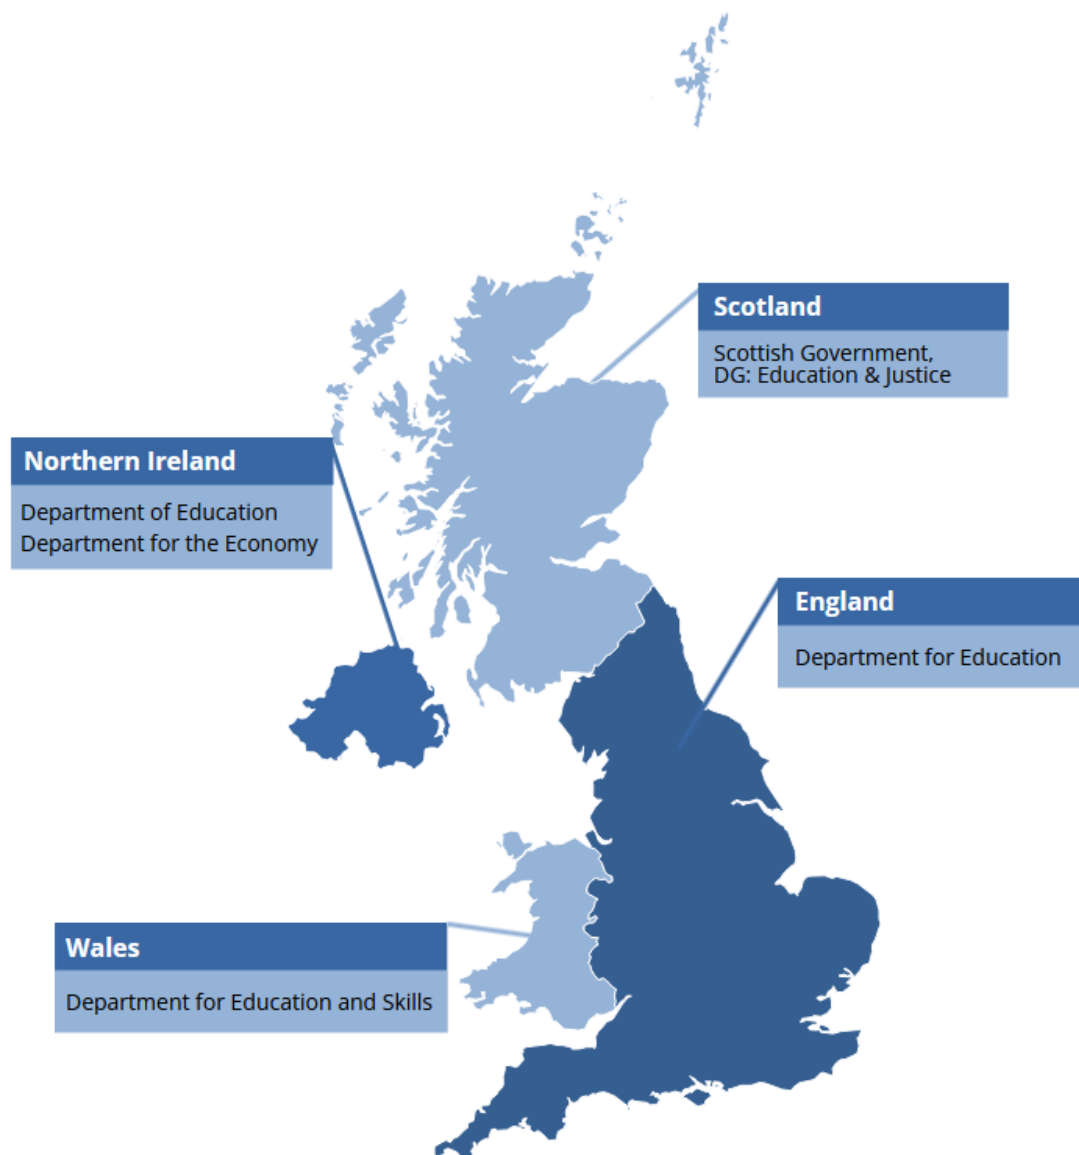 Scotland
Scottish Government,
DG: Education & Justice
Northern Ireland
Department of Education
Department for the Economy
England
Department for Education
Wales
Department for Education and Skills